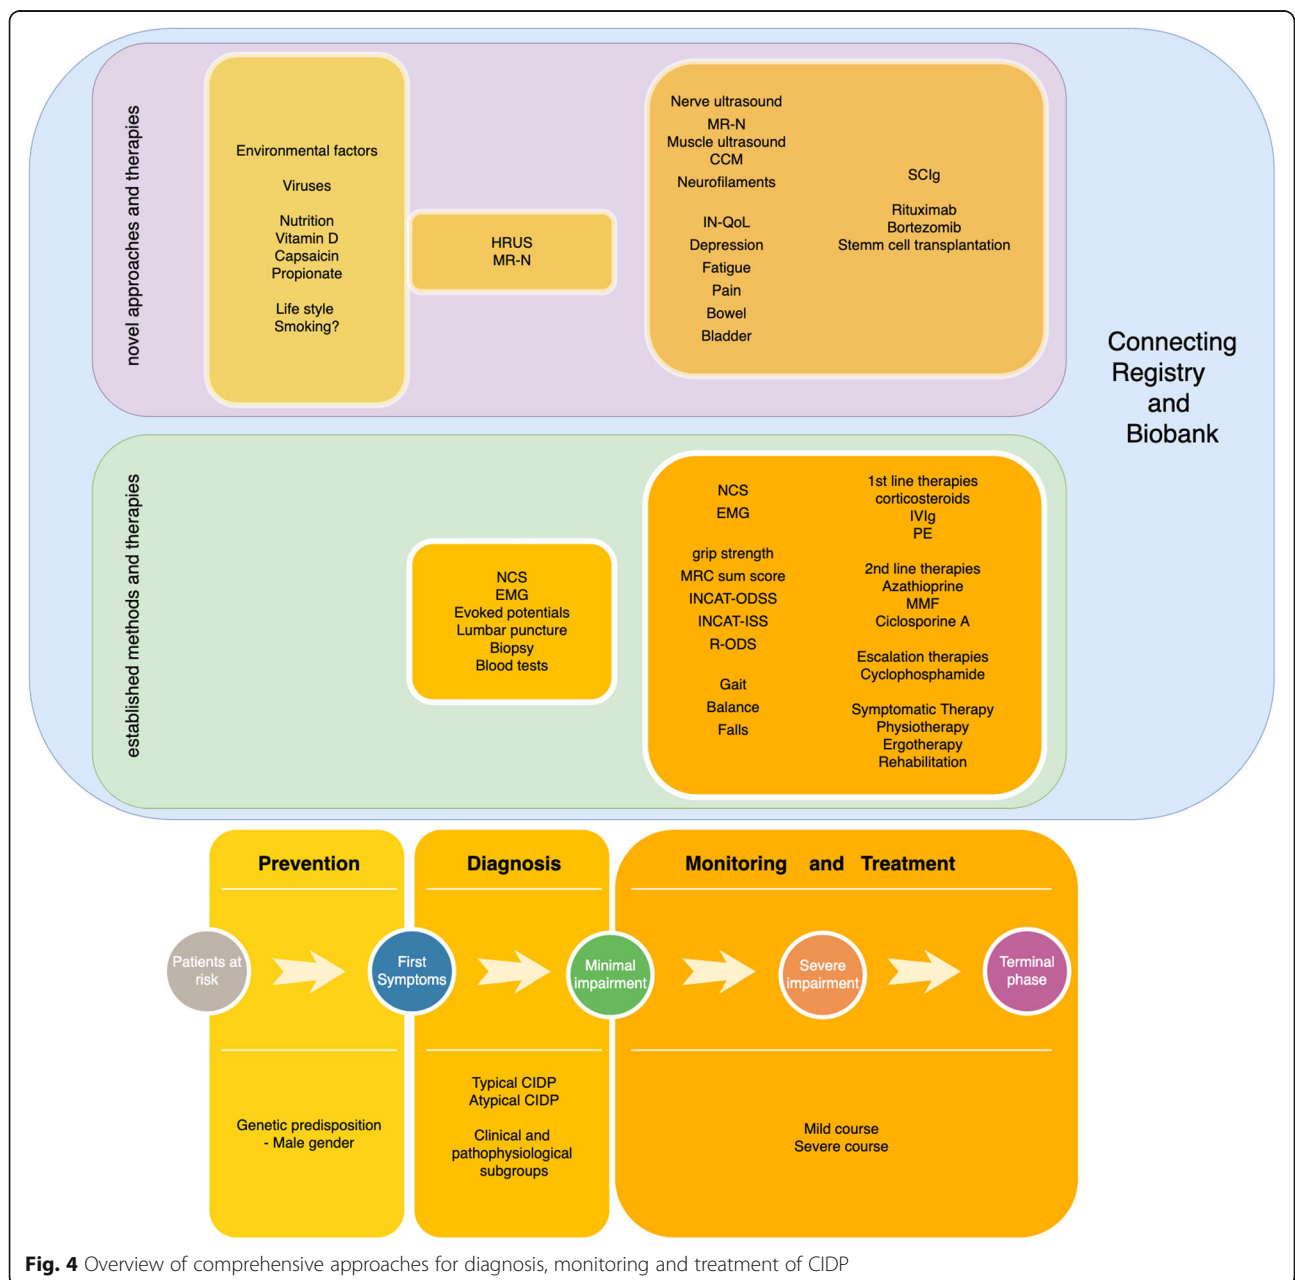 novel approaches and therapies
Environmental factors
Viruses
Nutrition
Vitamin D
Capsaicin
Propionate
Life style
Smoking?
HRUS
MR-N
Nerve ultrasound
MR-N
Muscle ultrasound
CCM
Neurofilaments
IN-QoL
Depression
Fatigue
Pain
Bowel
Bladder
SCIg
Rituximab
Bortezomib
Stemm cell transplantation
Connecting
Registry
and
Biobank
established methods and therapies
NCS
EMG
Evoked potentials
Lumbar puncture
Biopsy
Blood tests
NCS
EMG
grip strength
MRC sum score
INCAT-ODSS
INCAT-ISS
R-ODS
Gait
Balance
Falls
1st line therapies
corticosteroids
IVIg
PE
2nd line therapies
Azathioprine
MMF
Ciclosporine A
Escalation therapies
Cyclophosphamide
Symptomatic Therapy
Physiotherapy
Ergotherapy
Rehabilitation
Prevention
Diagnosis
Monitoring and Treatment
Patients at
risk
First
Symptoms
Minimal
impairment
Severe
impairment
Terminal
phase
Genetic predisposition
- Male gender
Typical CIDP
Atypical CIDP
Clinical and
pathophysiological
subgroups
Mild course
Severe course
Fig. 4 Overview of comprehensive approaches for diagnosis, monitoring and treatment of CIDP